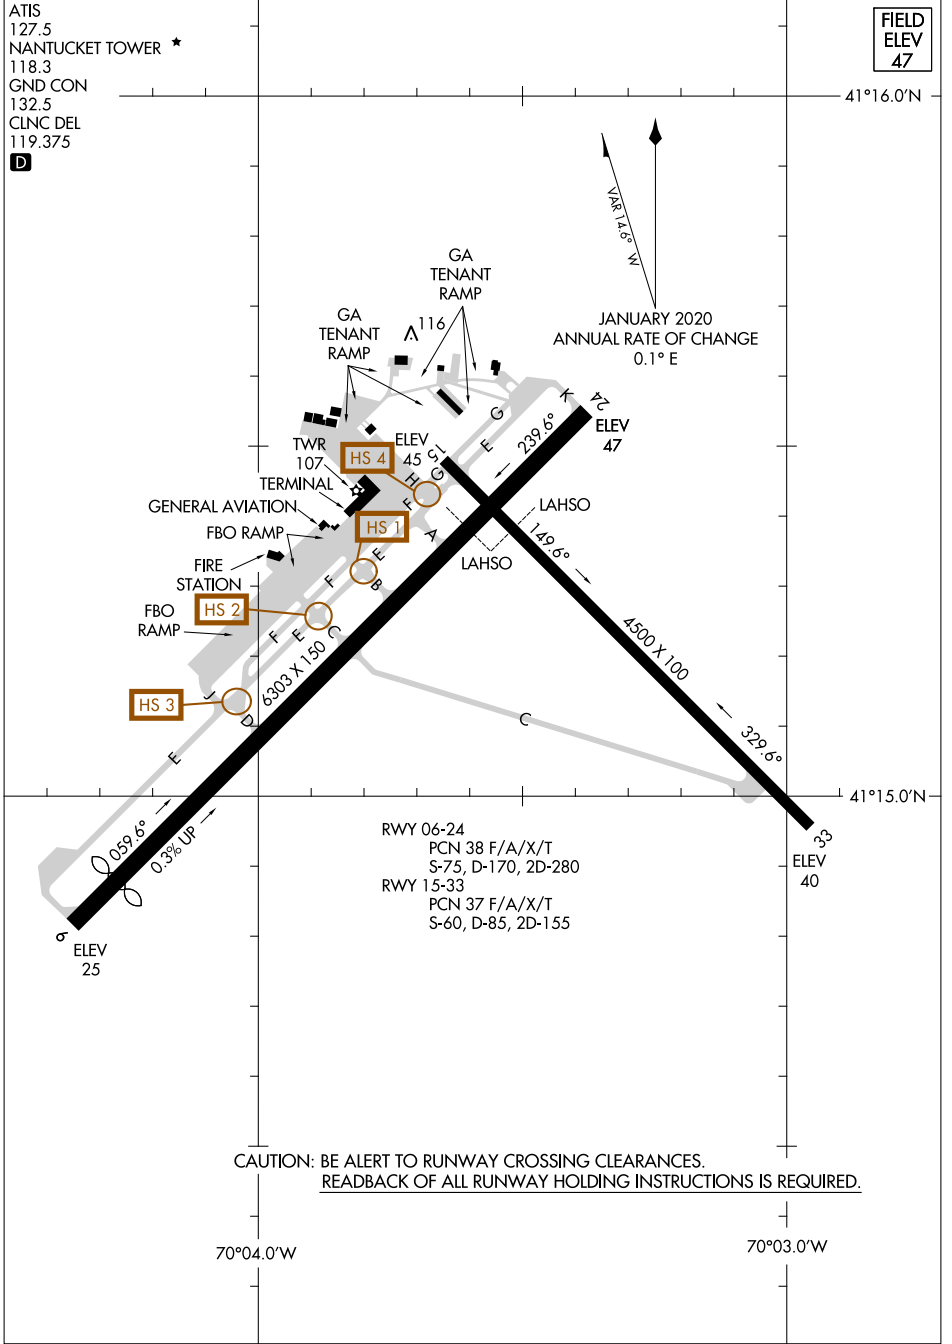 ATIS
127.5
NANTUCKET TOWER
118.3
GND CON
132.5
CLNC DEL
119.375
D
FIELD
ELEV
47
41°16.0'N
VAR 14.6° W
JANUARY 2020
ANNUAL RATE OF CHANGE
0.1° E
GA
TENANT
RAMP
GA
TENANT
RAMP
116
K
24
ELEV
47
G
E
239.6°
15
ELEV
45
HS 4
TWR
107
TERMINAL
H
G
F
GENERAL AVIATION
HS 1
A
LAHSO
LAHSO
149.6°
FBO RAMP
E
FIRE
STATION
F
B
HS 2
FBO
RAMP
F
E
C
6303 X 150
4500 X 100
HS 3
J
D
C
329.6°
E
41°15.0'N
059.6°
0.3% UP
RWY 06-24
PCN 38 F/A/X/T
S-75, D-170, 2D-280
RWY 15-33
PCN 37 F/A/X/T
S-60, D-85, 2D-155
33
ELEV
40
6
ELEV
25
CAUTION: BE ALERT TO RUNWAY CROSSING CLEARANCES.
READBACK OF ALL RUNWAY HOLDING INSTRUCTIONS IS REQUIRED.
70°04.0'W
70°03.0'W